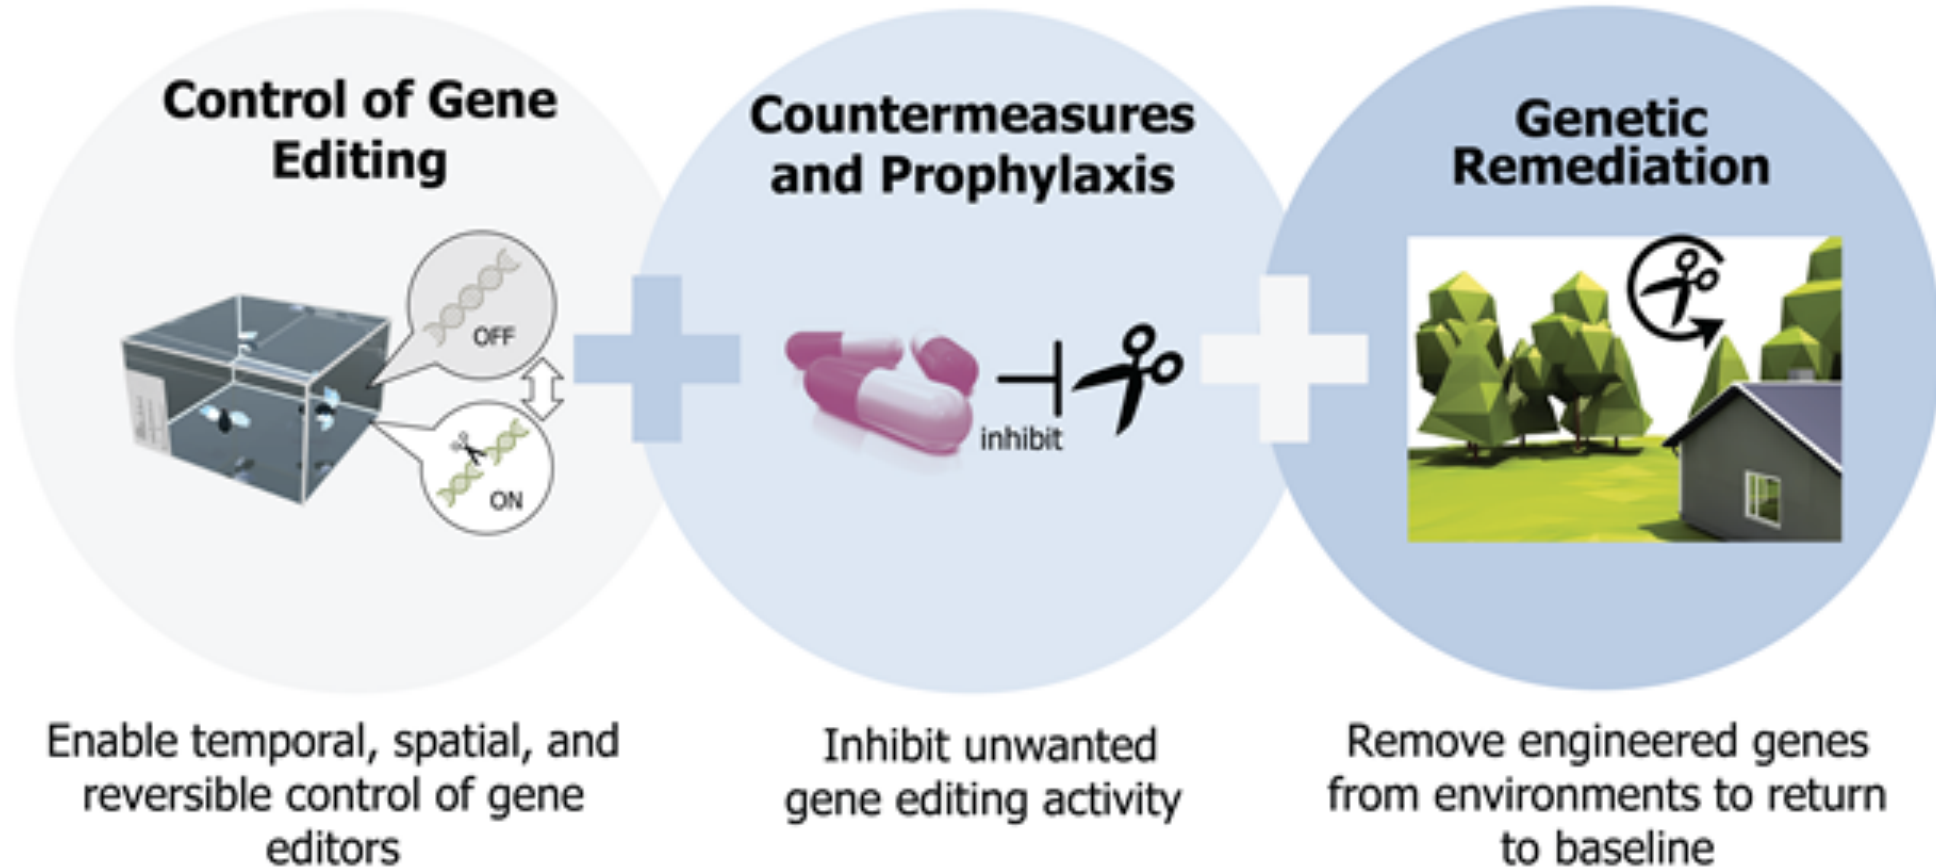 Control of Gene
Editing
OFF
ON
Enable temporal, spatial, and
reversible control of gene
editors
Countermeasures
and Prophylaxis
inhibit
Inhibit unwanted
gene editing activity
Genetic
Remediation
Remove engineered genes
from environments to return
to baseline